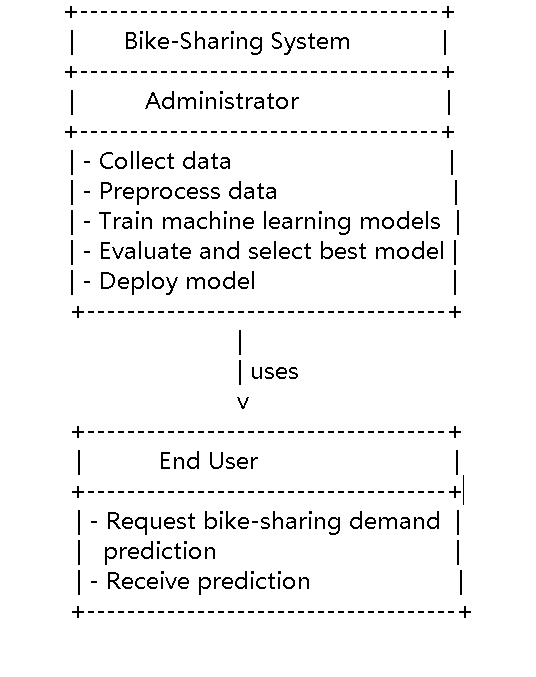 +-----------------------------------+
|       Bike-Sharing System         |
+-----------------------------------+
|          Administrator            |
+-----------------------------------+
| - Collect data                    |
| - Preprocess data                 |
| - Train machine learning models   |
| - Evaluate and select best model |
| - Deploy model                    |
+-----------------------------------+
|
| uses
v
+-----------------------------------+
|           End User                |
+-----------------------------------+
| - Request bike-sharing demand     |
|   prediction                      |
| - Receive prediction              |
+-----------------------------------+